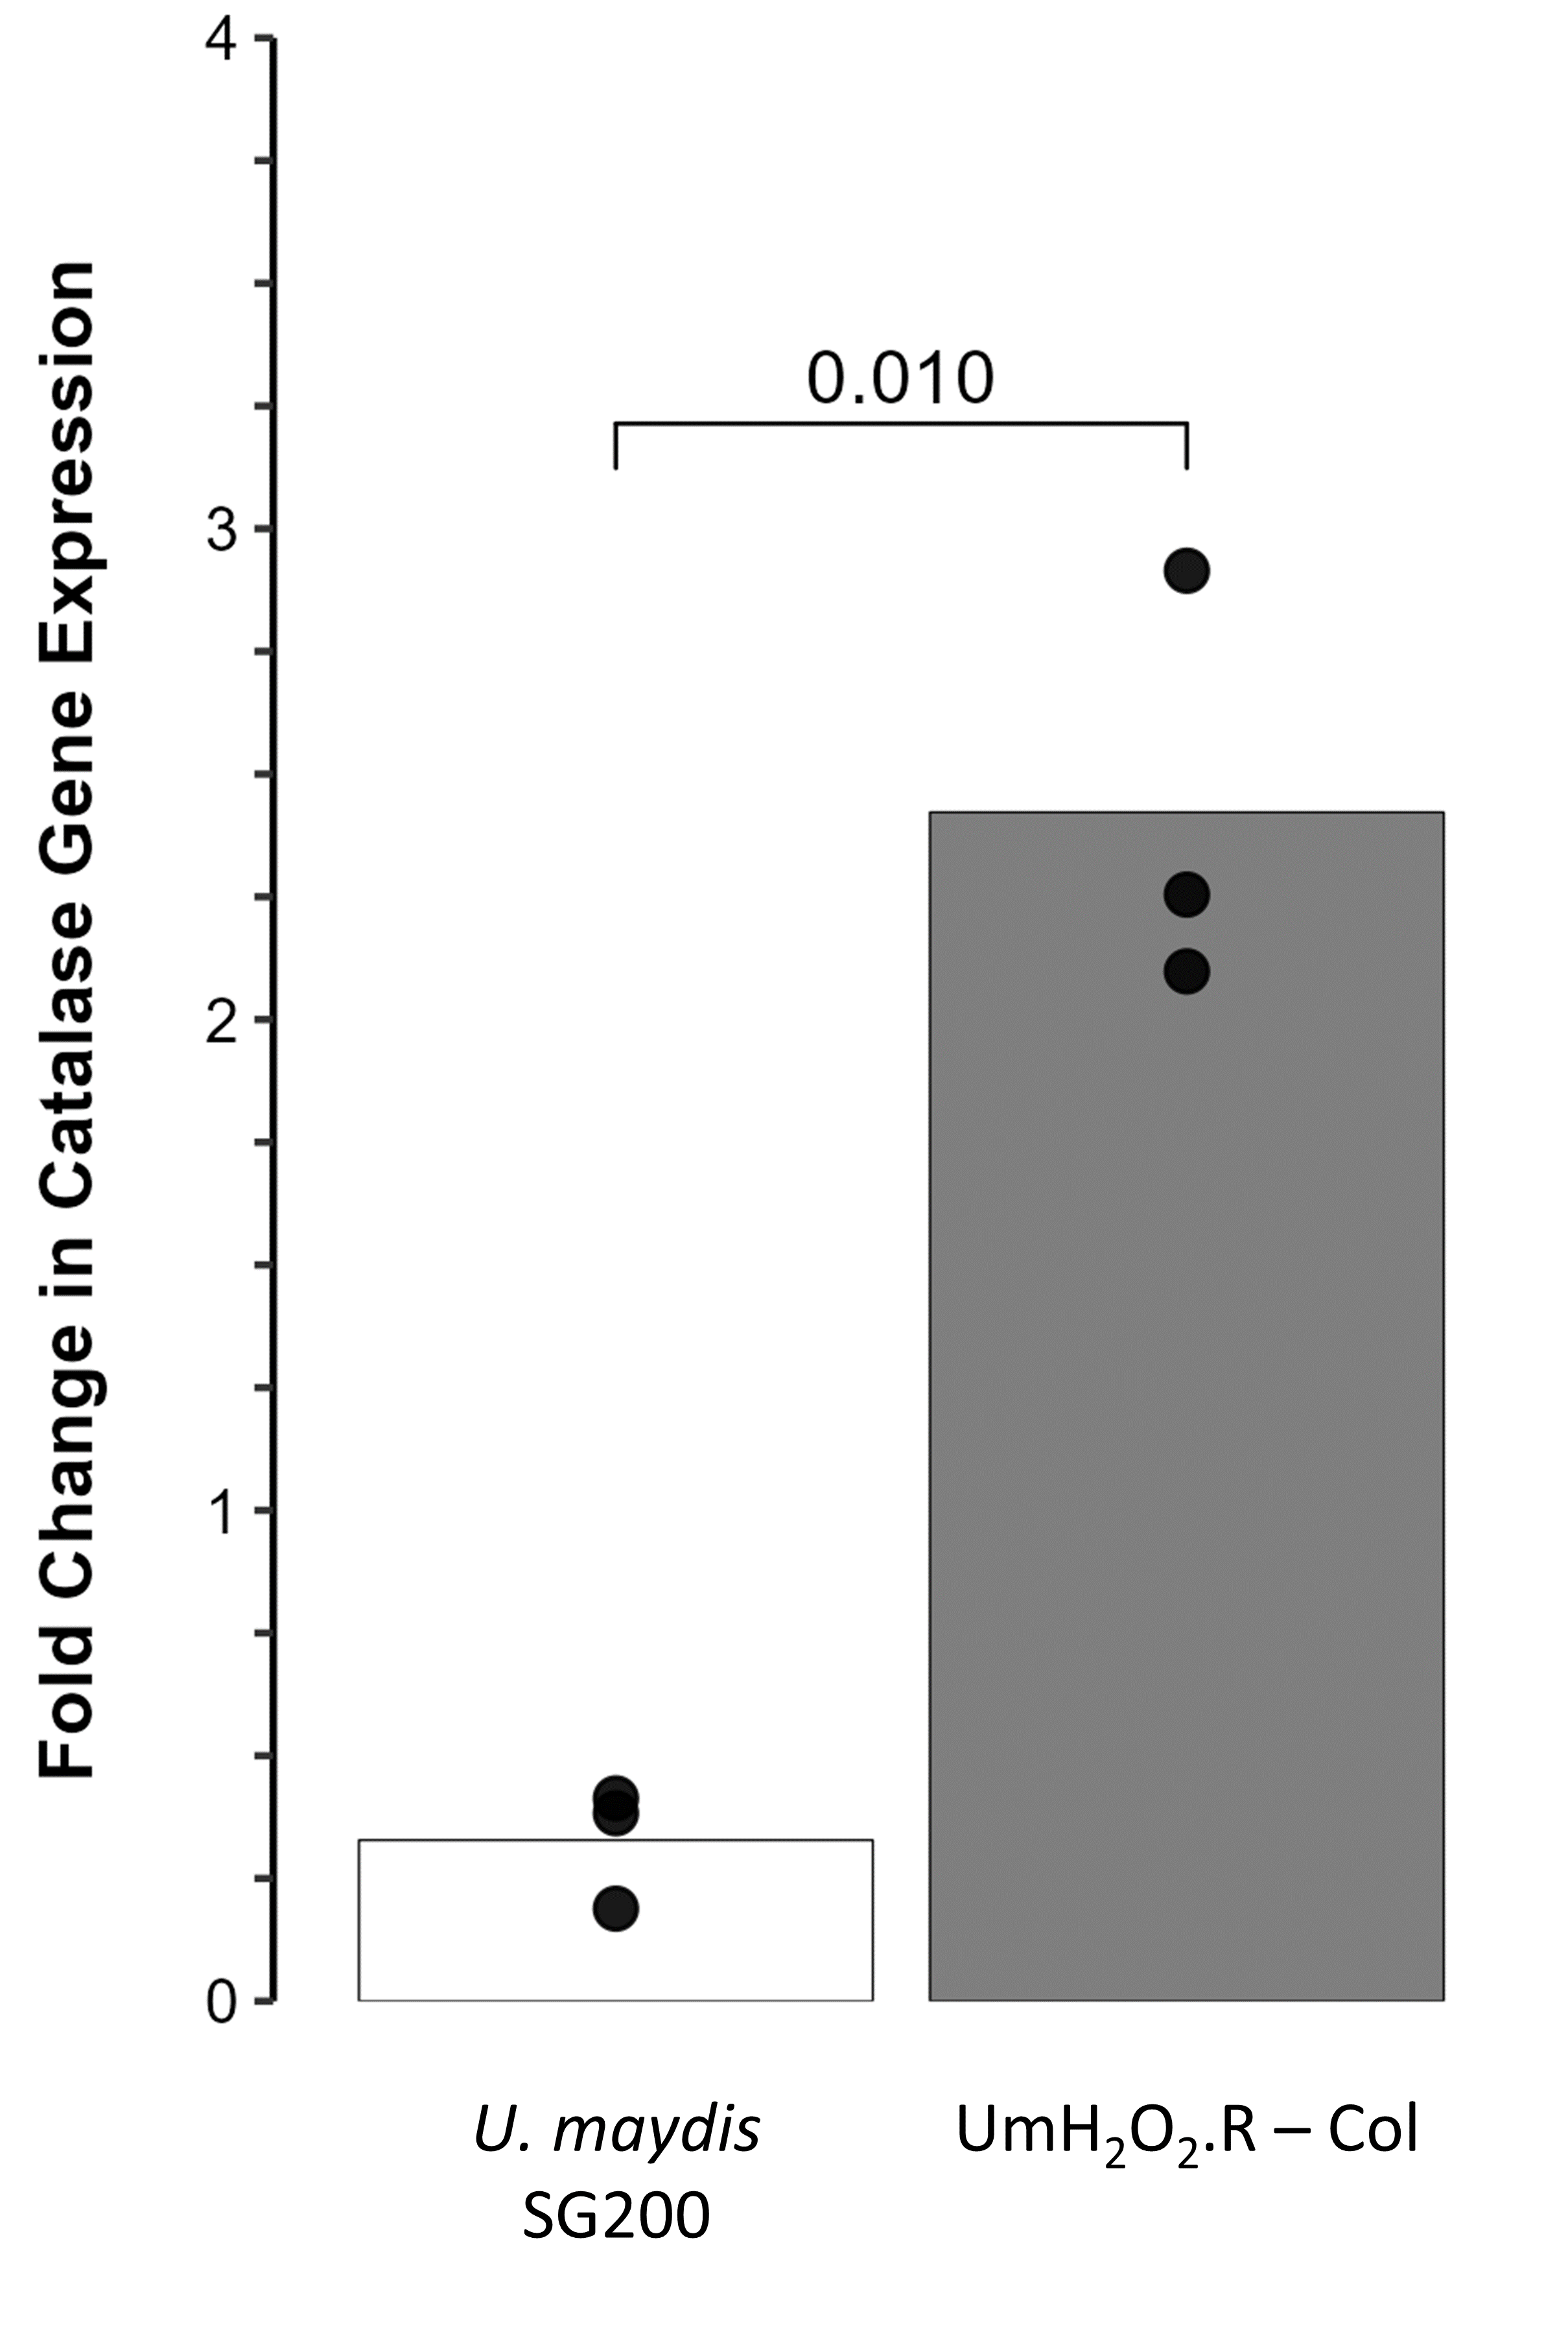 Fold Change in Catalase Gene Expression
4
3
2
1
0
0.010
U. maydis
SG200
UmH₂O₂.R – Col